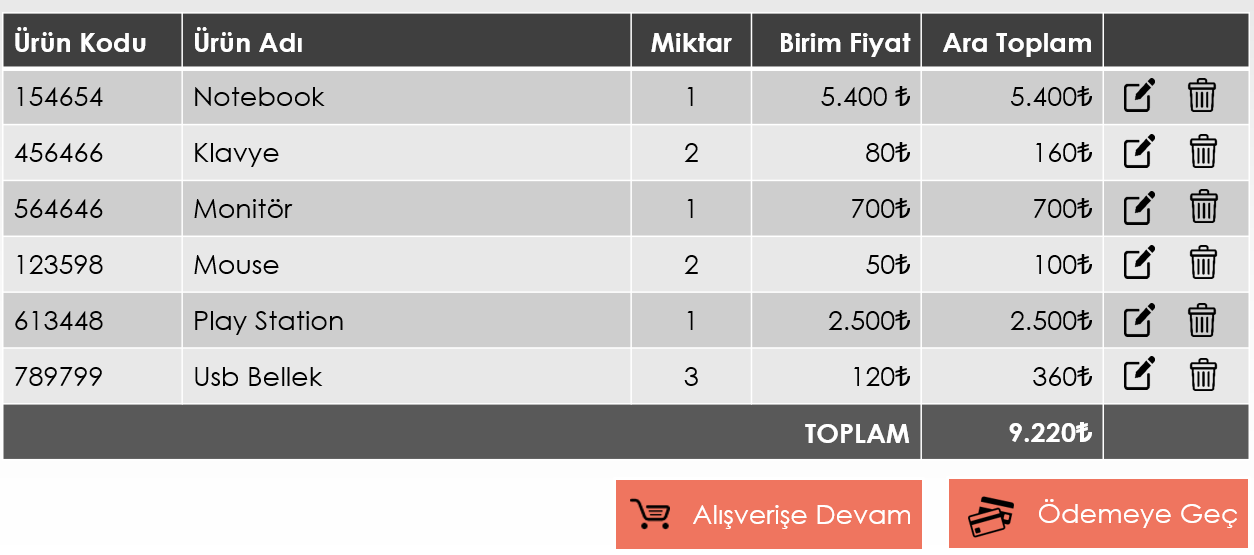 Ürün Kodu Ürün Adı Miktar Birim Fiyat Ara Toplam
154654 Notebook 1 5.400 ₺ 5.400₺
456466 Klavye 2 80₺ 160₺
564646 Monitör 1 700₺ 700₺
123598 Mouse 2 50₺ 100₺
613448 Play Station 1 2.500₺ 2.500₺
789799 Usb Bellek 3 120₺ 360₺
TOPLAM 9.220₺
Alışverişe Devam Ödemeye Geç